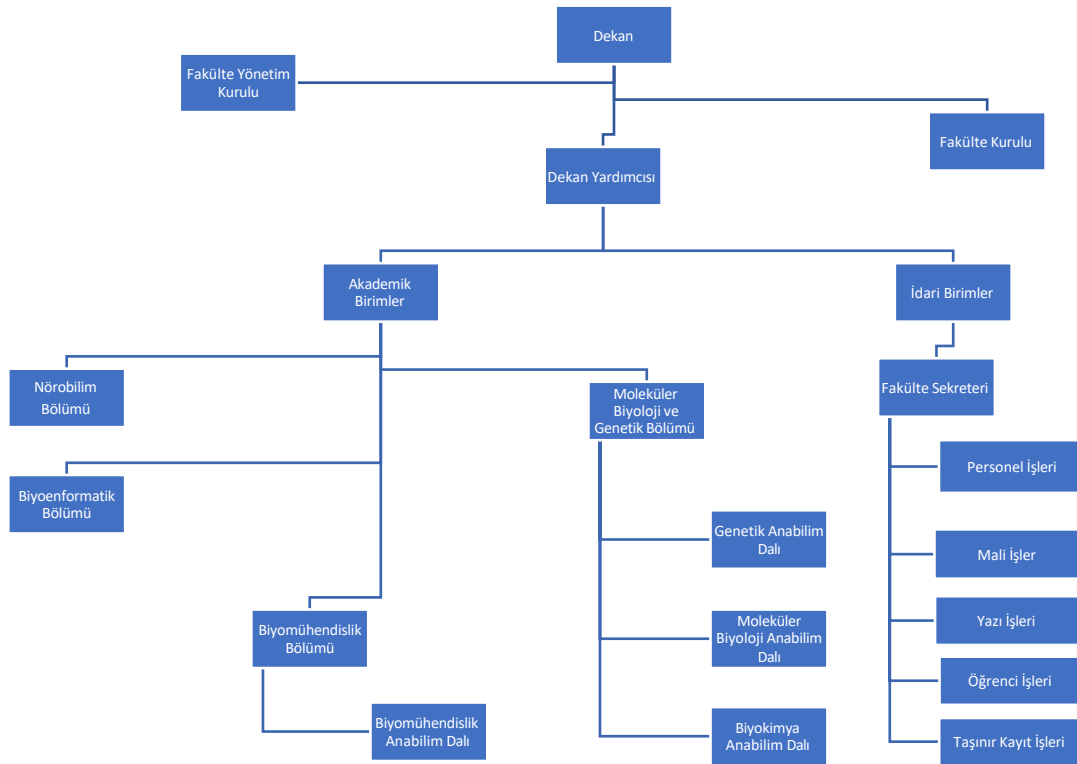 Dekan
Fakülte Yönetim
Kurulu
Fakülte Kurulu
Dekan Yardımcısı
Akademik
Birimler
İdari Birimler
Nörobilim
Bölümü
Moleküler
Biyoloji ve
Genetik Bölümü
Fakülte Sekreteri
Personel İşleri
Biyoenformatik
Bölümü
Genetik Anabilim
Dalı
Mali İşler
Yazı İşleri
Biyomühendislik
Bölümü
Moleküler
Biyoloji Anabilim
Dalı
Öğrenci İşleri
Biyomühendislik
Anabilim Dalı
Biyokimya
Anabilim Dalı
Taşınır Kayıt İşleri